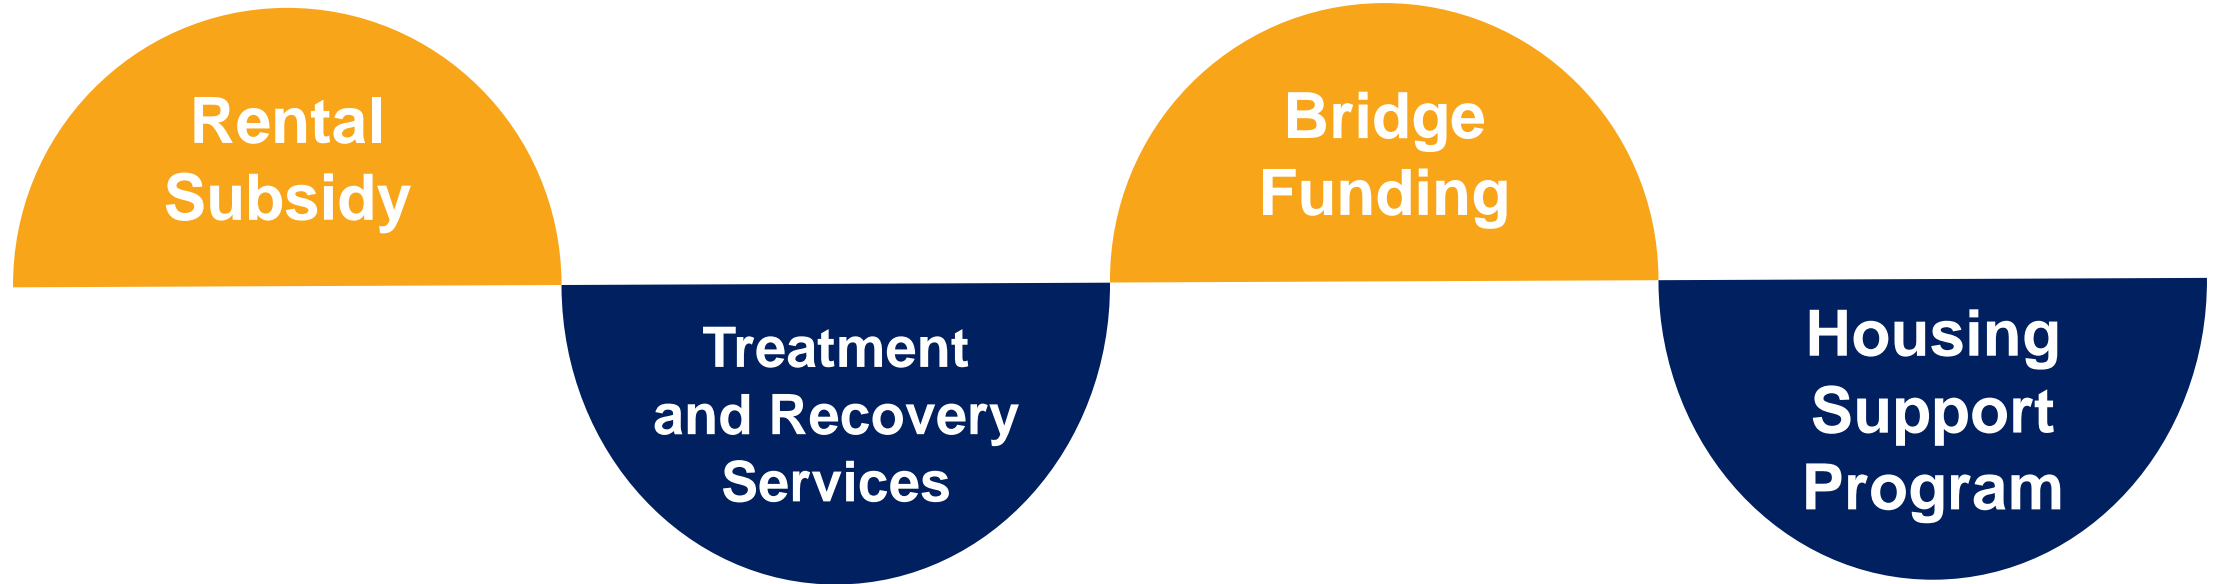 Rental
Subsidy
Treatment
and Recovery
Services
Bridge
Funding
Housing
Support
Program